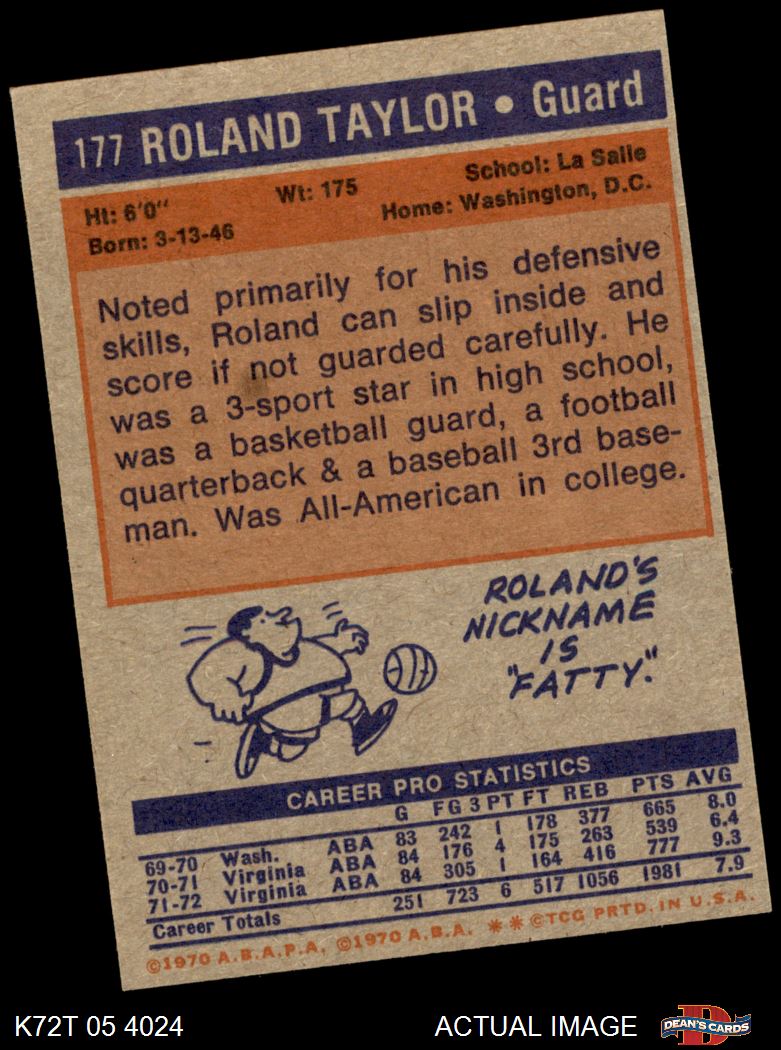 177 ROLAND TAYLOR • Guard
Ht: 6'0" Wt: 175 School: La Salle
Born: 3-13-46 Home: Washington, D.C.
Noted primarily for his defensive
skills, Roland can slip inside and
score if not guarded carefully. He
was a 3-sport star in high school,
was a basketball guard, a football
quarterback & a baseball 3rd base-
man. Was All-American in college.
ROLAND'S
NICKNAME
IS
"FATTY."
CAREER PRO STATISTICS
G FG 3 PT FT REB PTS AVG
69-70 Wash. ABA 83 242 1 178 377 665 8.0
70-71 Virginia ABA 84 176 4 175 263 539 6.4
71-72 Virginia ABA 84 305 1 164 416 777 9.3
Career Totals 251 723 6 517 1056 1981 7.9
©1970 A.B.A.P.A, ©1970 A.B.A. ** ©TCG PRTD. IN U.S.A.
K72T 05 4024 ACTUAL IMAGE D DEAN'S CARDS